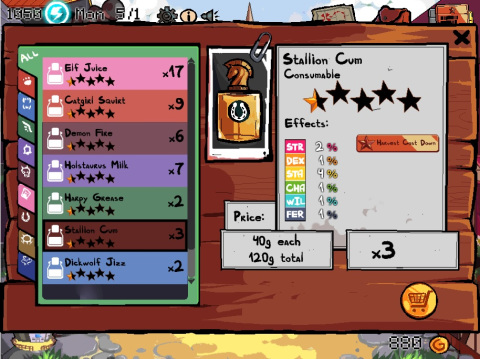 1050 Mon. 5/1
ALL
Elf Juice x17
Catgirl Squirt x9
Demon Fire x6
Holstaurus Milk x7
Harpy Grease x2
Stallion Cum x3
Dickwolf Jizz x2
Stallion Cum
Consumable
Effects:
STR 2 %
DEX 1 %
STA 4 %
CHA 1 %
WIL 1 %
FER 1 %
Harvest Cost Down
Price:
40g each
120g total
x3
880 G